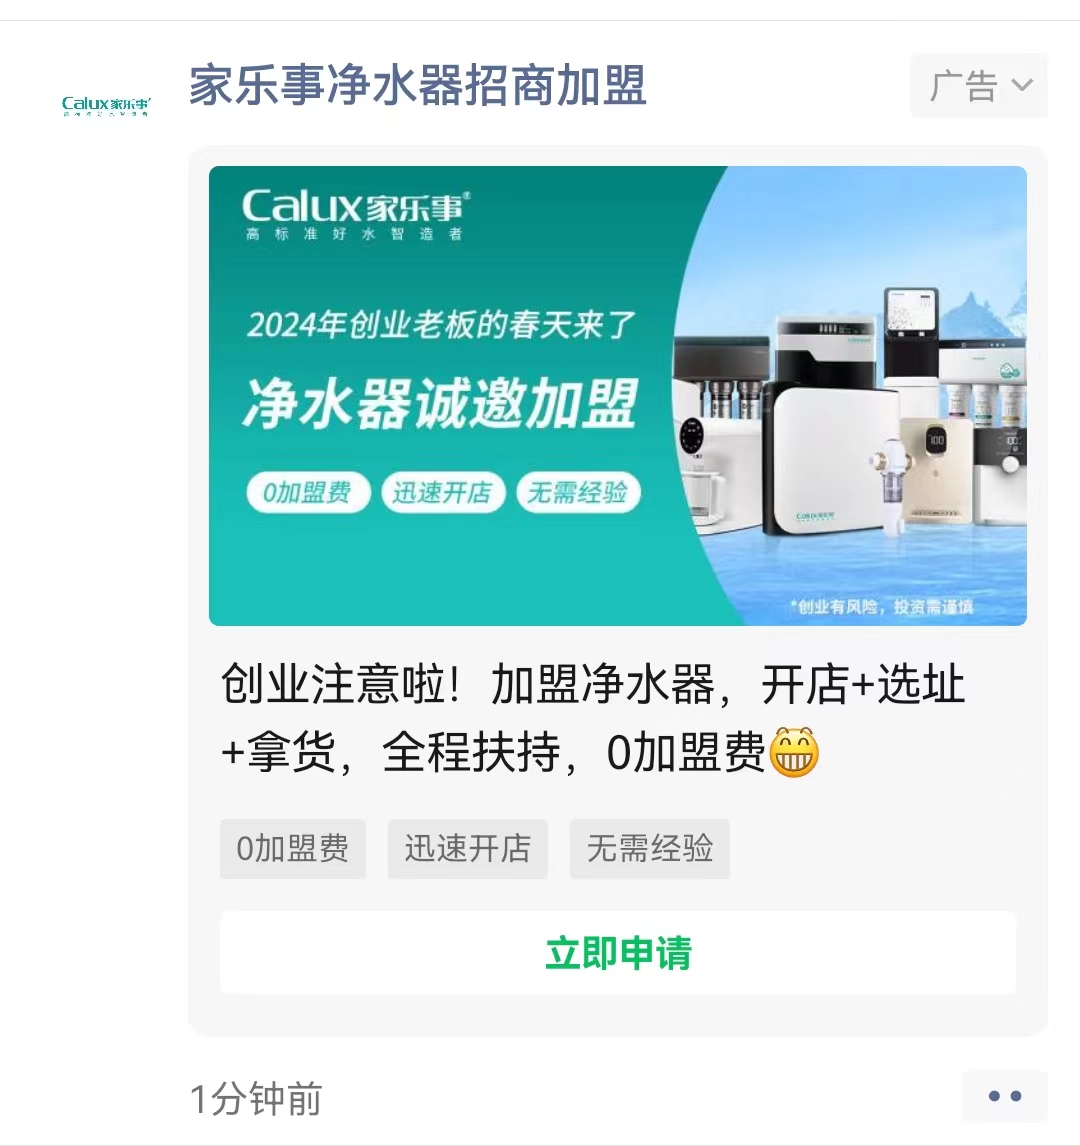 Calux家乐事
家乐事净水器招商加盟
广告
Calux家乐事®
高标准好水智造者
2024年创业老板的春天来了
净水器诚邀加盟
0加盟费 迅速开店 无需经验
100
Calux家乐事
*创业有风险，投资需谨慎
创业注意啦！加盟净水器，开店+选址
+拿货，全程扶持，0加盟费😁
0加盟费 迅速开店 无需经验
立即申请
1分钟前